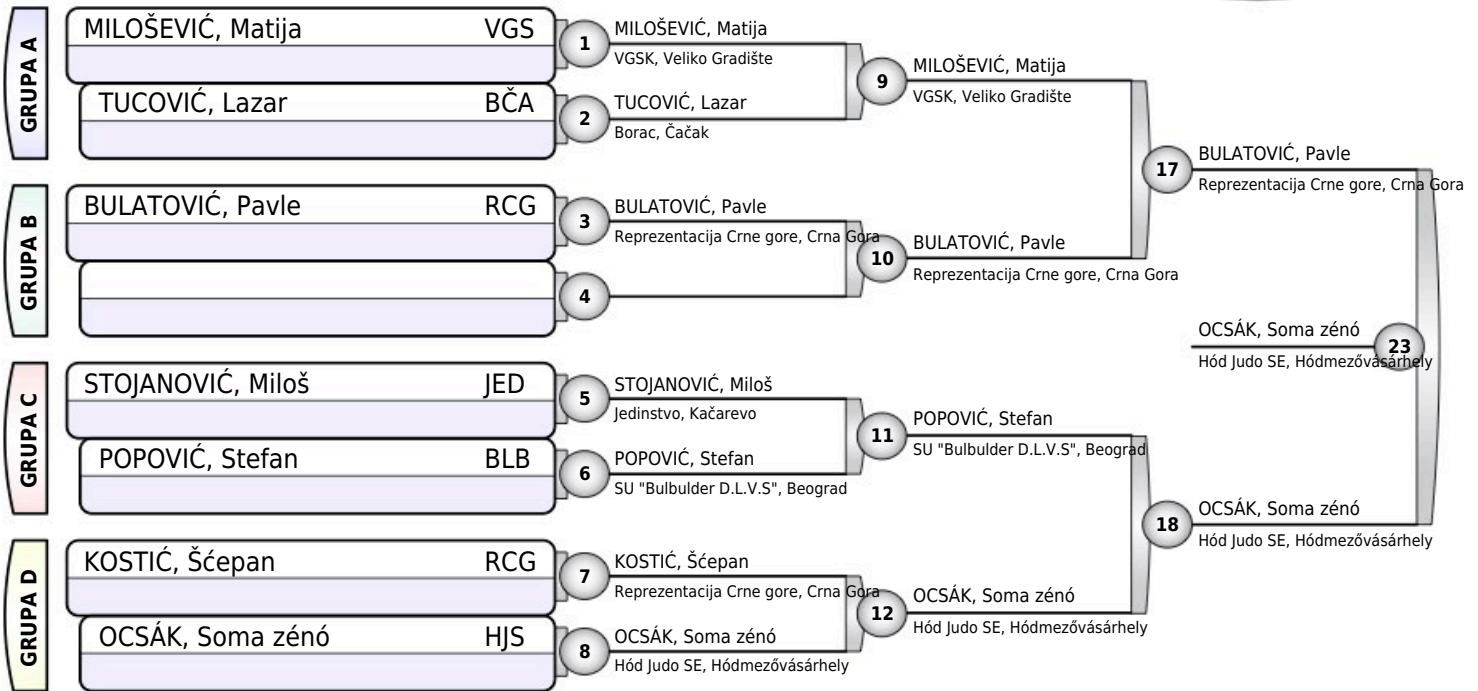 GRUPA A
MILOŠEVIĆ, Matija VGS
TUCOVIĆ, Lazar BČA
GRUPA B
BULATOVIĆ, Pavle RCG
GRUPA C
STOJANOVIĆ, Miloš JED
POPOVIĆ, Stefan BLB
GRUPA D
KOSTIĆ, Šćepan RCG
OCSÁK, Soma zénó HJS
1
MILOŠEVIĆ, Matija
VGSK, Veliko Gradište
2
TUCOVIĆ, Lazar
Borac, Čačak
3
BULATOVIĆ, Pavle
Reprezentacija Crne gore, Crna Gora
4
5
STOJANOVIĆ, Miloš
Jedinstvo, Kačarevo
6
POPOVIĆ, Stefan
SU "Bulbulder D.L.V.S", Beograd
7
KOSTIĆ, Šćepan
Reprezentacija Crne gore, Crna Gora
8
OCSÁK, Soma zénó
Hód Judo SE, Hódmezővásárhely
9
MILOŠEVIĆ, Matija
VGSK, Veliko Gradište
10
BULATOVIĆ, Pavle
Reprezentacija Crne gore, Crna Gora
11
POPOVIĆ, Stefan
SU "Bulbulder D.L.V.S", Beograd
12
OCSÁK, Soma zénó
Hód Judo SE, Hódmezővásárhely
17
BULATOVIĆ, Pavle
Reprezentacija Crne gore, Crna Gora
18
OCSÁK, Soma zénó
Hód Judo SE, Hódmezővásárhely
23
OCSÁK, Soma zénó
Hód Judo SE, Hódmezővásárhely